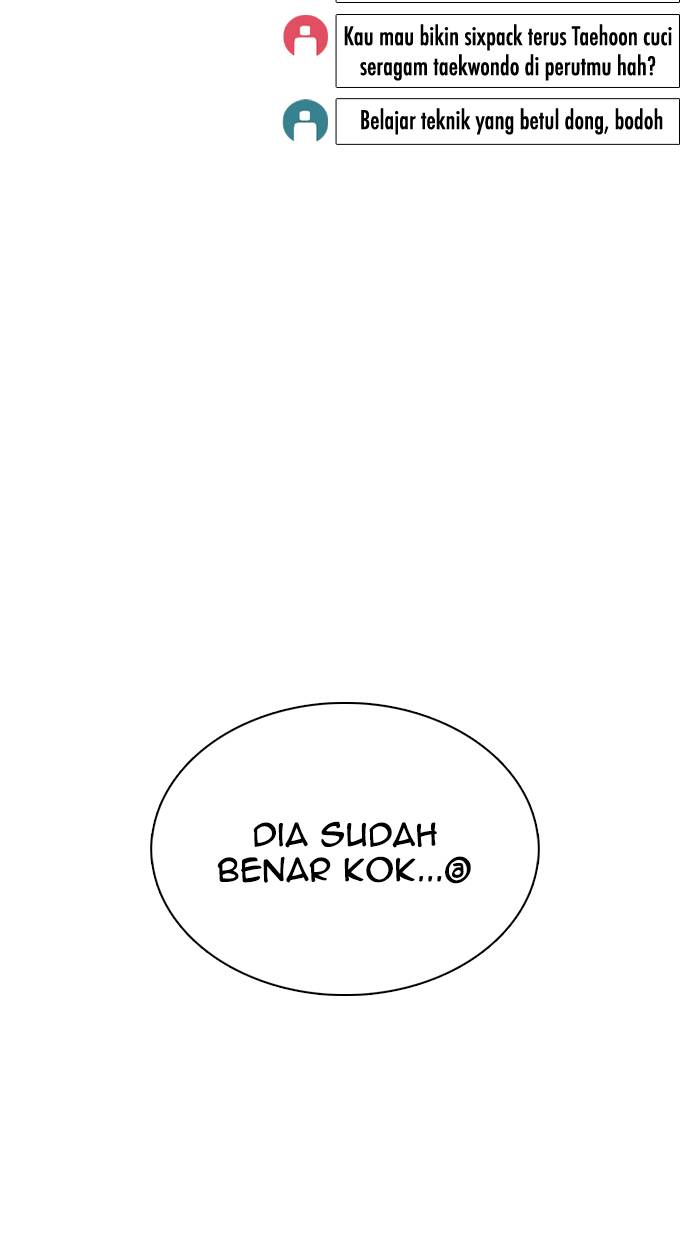 Kau mau bikin sixpack terus Taehoon cuci
seragam taekwondo di perutmu hah?
Belajar teknik yang betul dong, bodoh
DIA SUDAH
BENAR KOK...@